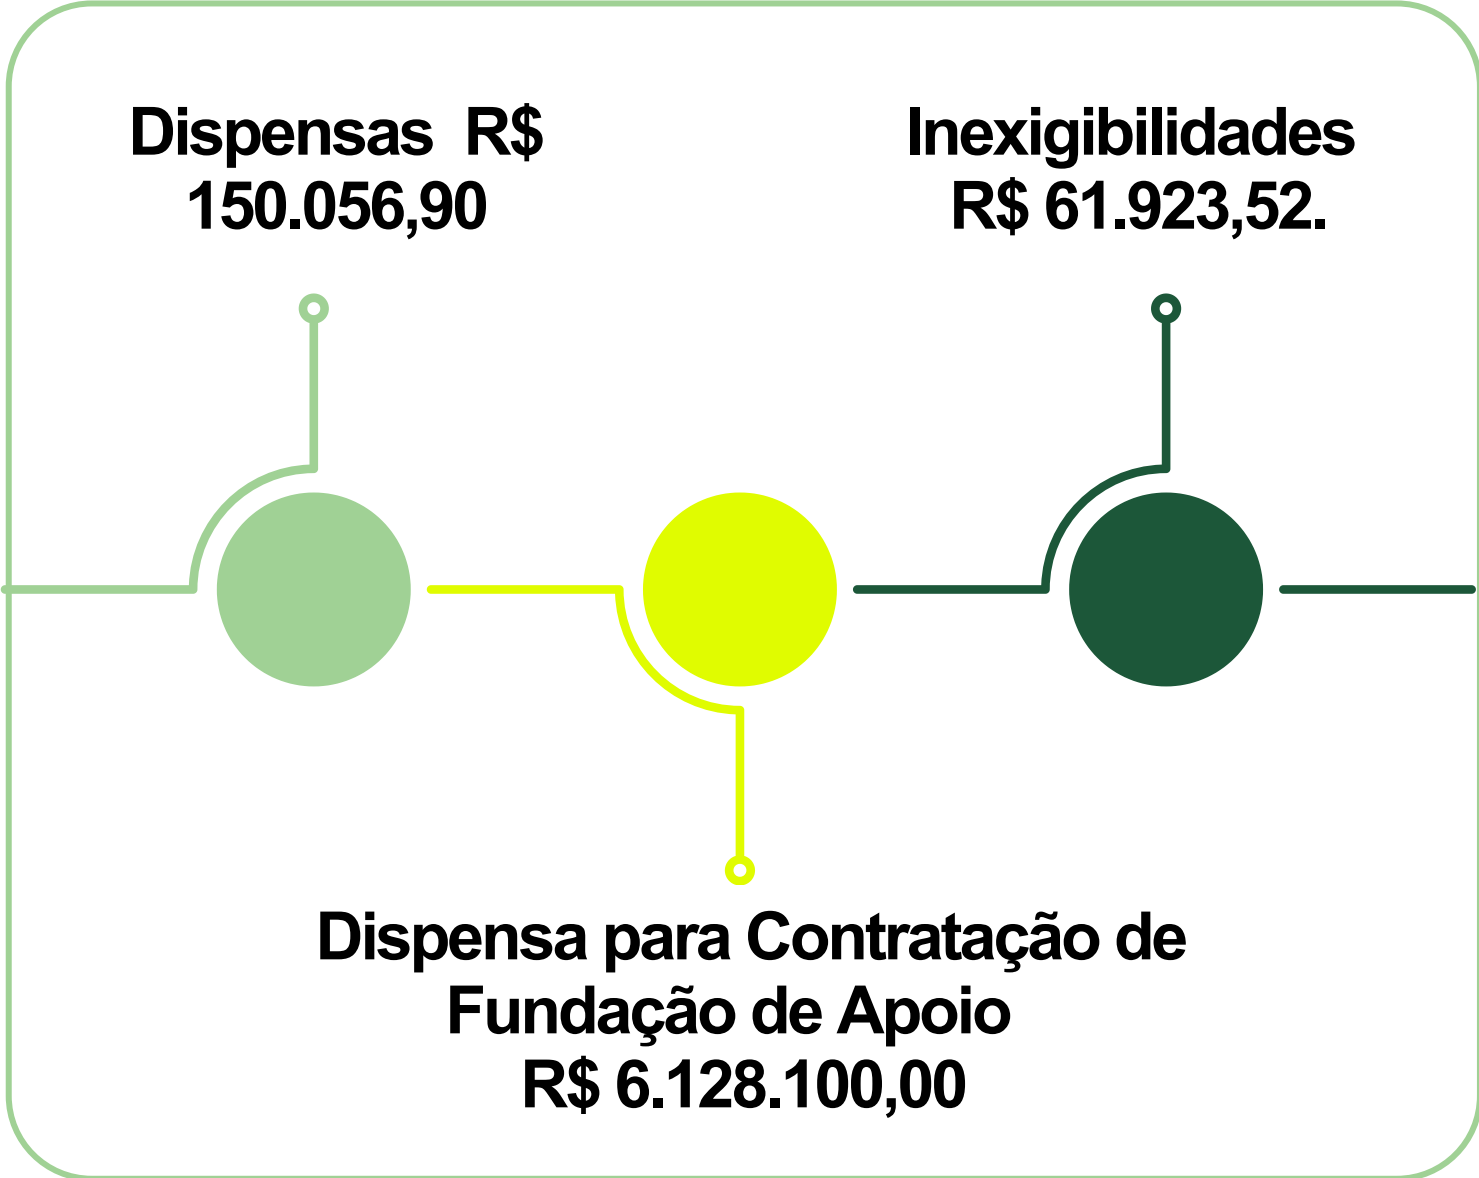 Dispensas R$
150.056,90
Inexigibilidades
R$ 61.923,52.
Dispensa para Contratação de
Fundação de Apoio
R$ 6.128.100,00